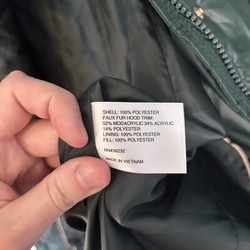 SHELL: 100% POLYESTER
FAUX FUR HOOD TRIM:
52% MODACRYLIC 34% ACRYLIC
14% POLYESTER
LINING: 100% POLYESTER
FILL: 100% POLYESTER
MADE IN VIETNAM